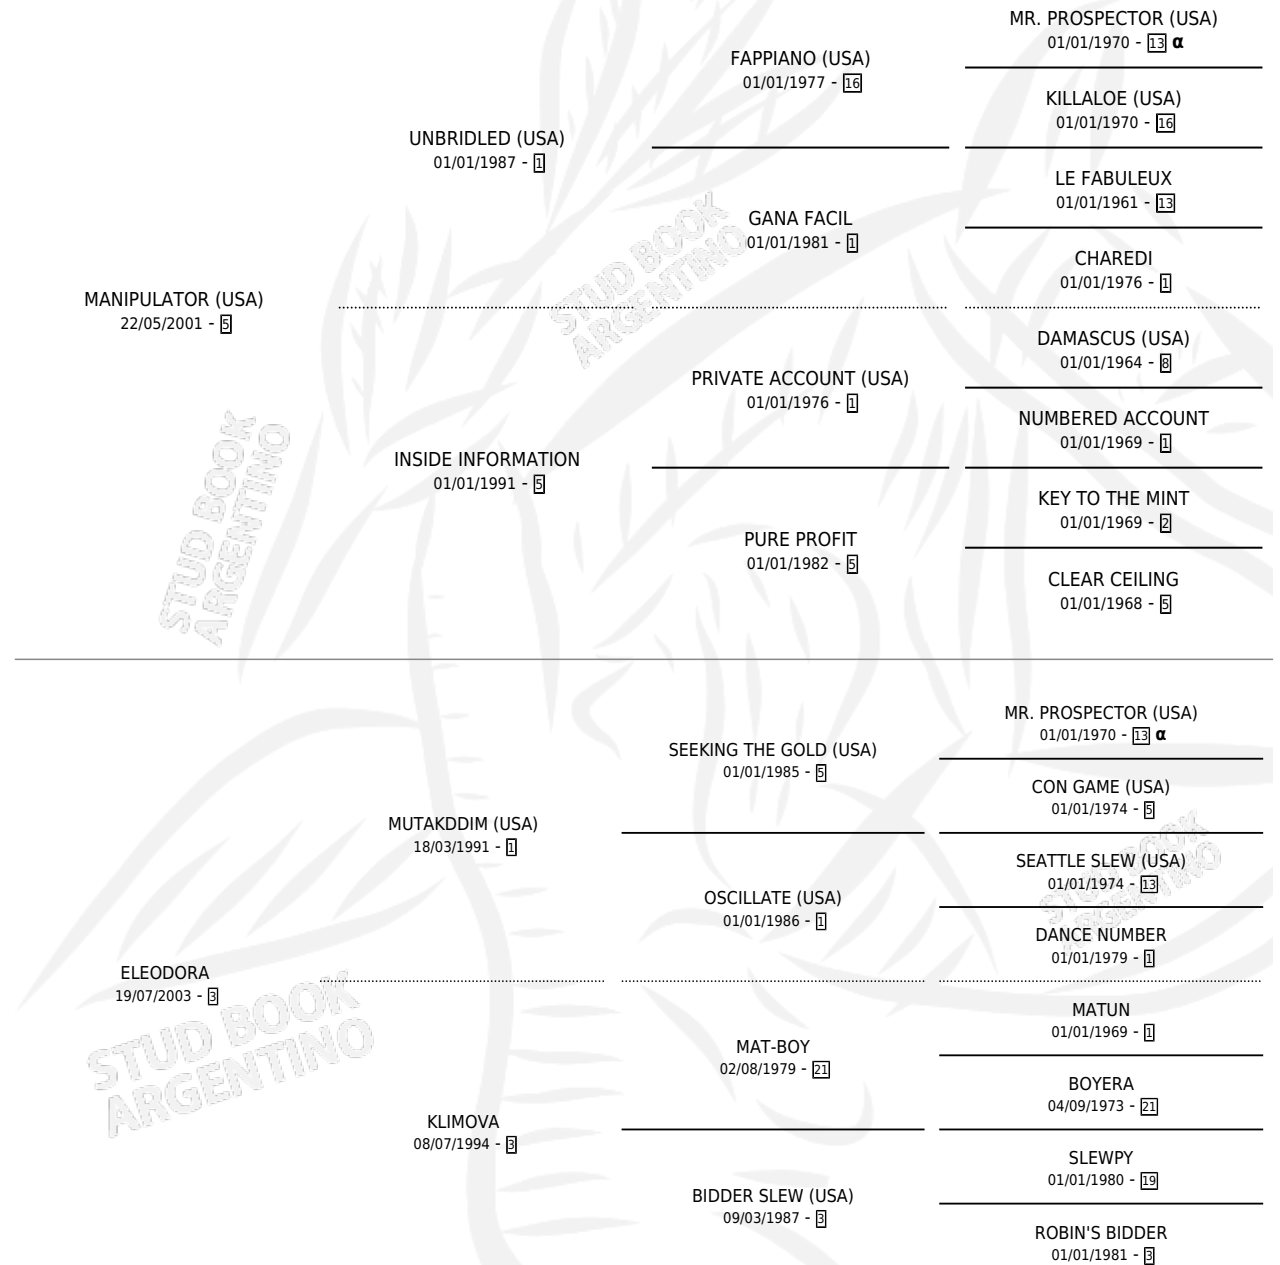 MR. PROSPECTOR (USA)
01/01/1970 - 13 α
FAPPIANO (USA)
01/01/1977 - 16
KILLALOE (USA)
01/01/1970 - 16
UNBRIDLED (USA)
01/01/1987 - 1
LE FABULEUX
01/01/1961 - 13
GANA FACIL
01/01/1981 - 1
CHAREDI
01/01/1976 - 1
MANIPULATOR (USA)
22/05/2001 - 5
DAMASCUS (USA)
01/01/1964 - 8
PRIVATE ACCOUNT (USA)
01/01/1976 - 1
NUMBERED ACCOUNT
01/01/1969 - 1
INSIDE INFORMATION
01/01/1991 - 5
KEY TO THE MINT
01/01/1969 - 2
PURE PROFIT
01/01/1982 - 5
CLEAR CEILING
01/01/1968 - 5
MR. PROSPECTOR (USA)
01/01/1970 - 13 α
SEEKING THE GOLD (USA)
01/01/1985 - 5
CON GAME (USA)
01/01/1974 - 5
MUTAKDDIM (USA)
18/03/1991 - 1
SEATTLE SLEW (USA)
01/01/1974 - 13
OSCILLATE (USA)
01/01/1986 - 1
DANCE NUMBER
01/01/1979 - 1
ELEODORA
19/07/2003 - 3
MATUN
01/01/1969 - 1
MAT-BOY
02/08/1979 - 21
BOYERA
04/09/1973 - 21
KLIMOVA
08/07/1994 - 3
SLEWPY
01/01/1980 - 19
BIDDER SLEW (USA)
09/03/1987 - 3
ROBIN'S BIDDER
01/01/1981 - 3
STUD BOOK
ARGENTINO
STUD BOOK
ARGENTINO
STUD BOOK
ARGENTINO
STUD BOOK
ARGENTINO